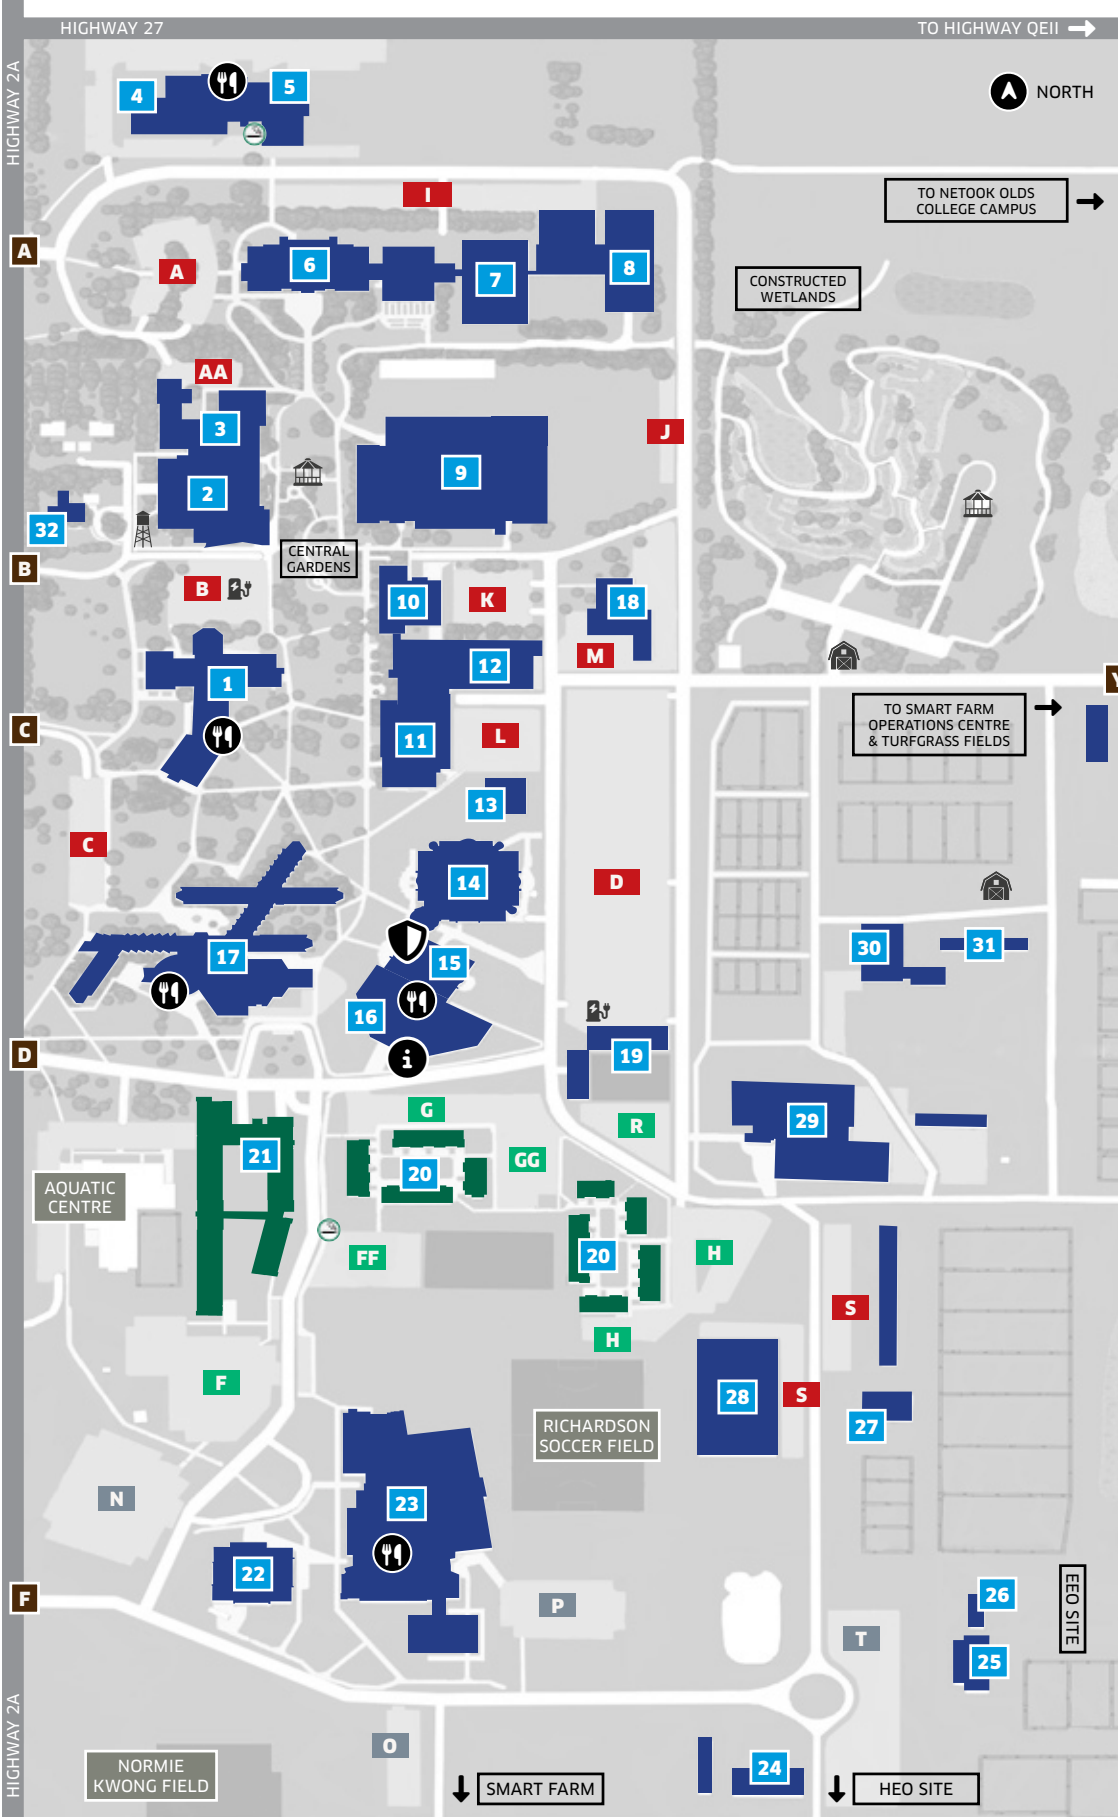 HIGHWAY 27
TO HIGHWAY QEII
HIGHWAY 2A
4
5
NORTH
I
TO NETOOK OLDS
COLLEGE CAMPUS
A
A
6
7
8
CONSTRUCTED
WETLANDS
AA
3
J
9
2
32
CENTRAL
GARDENS
B
B
10
K
18
M
12
1
Y
C
11
L
TO SMART FARM
OPERATIONS CENTRE
& TURFGRASS FIELDS
13
C
14
D
17
15
30
31
16
D
i
19
G
R
29
21
20
GG
AQUATIC
CENTRE
FF
20
H
S
H
F
28
S
27
RICHARDSON
SOCCER FIELD
N
23
22
F
P
26
EEO SITE
T
25
HIGHWAY 2A
O
NORMIE
KWONG FIELD
24
SMART FARM
HEO SITE